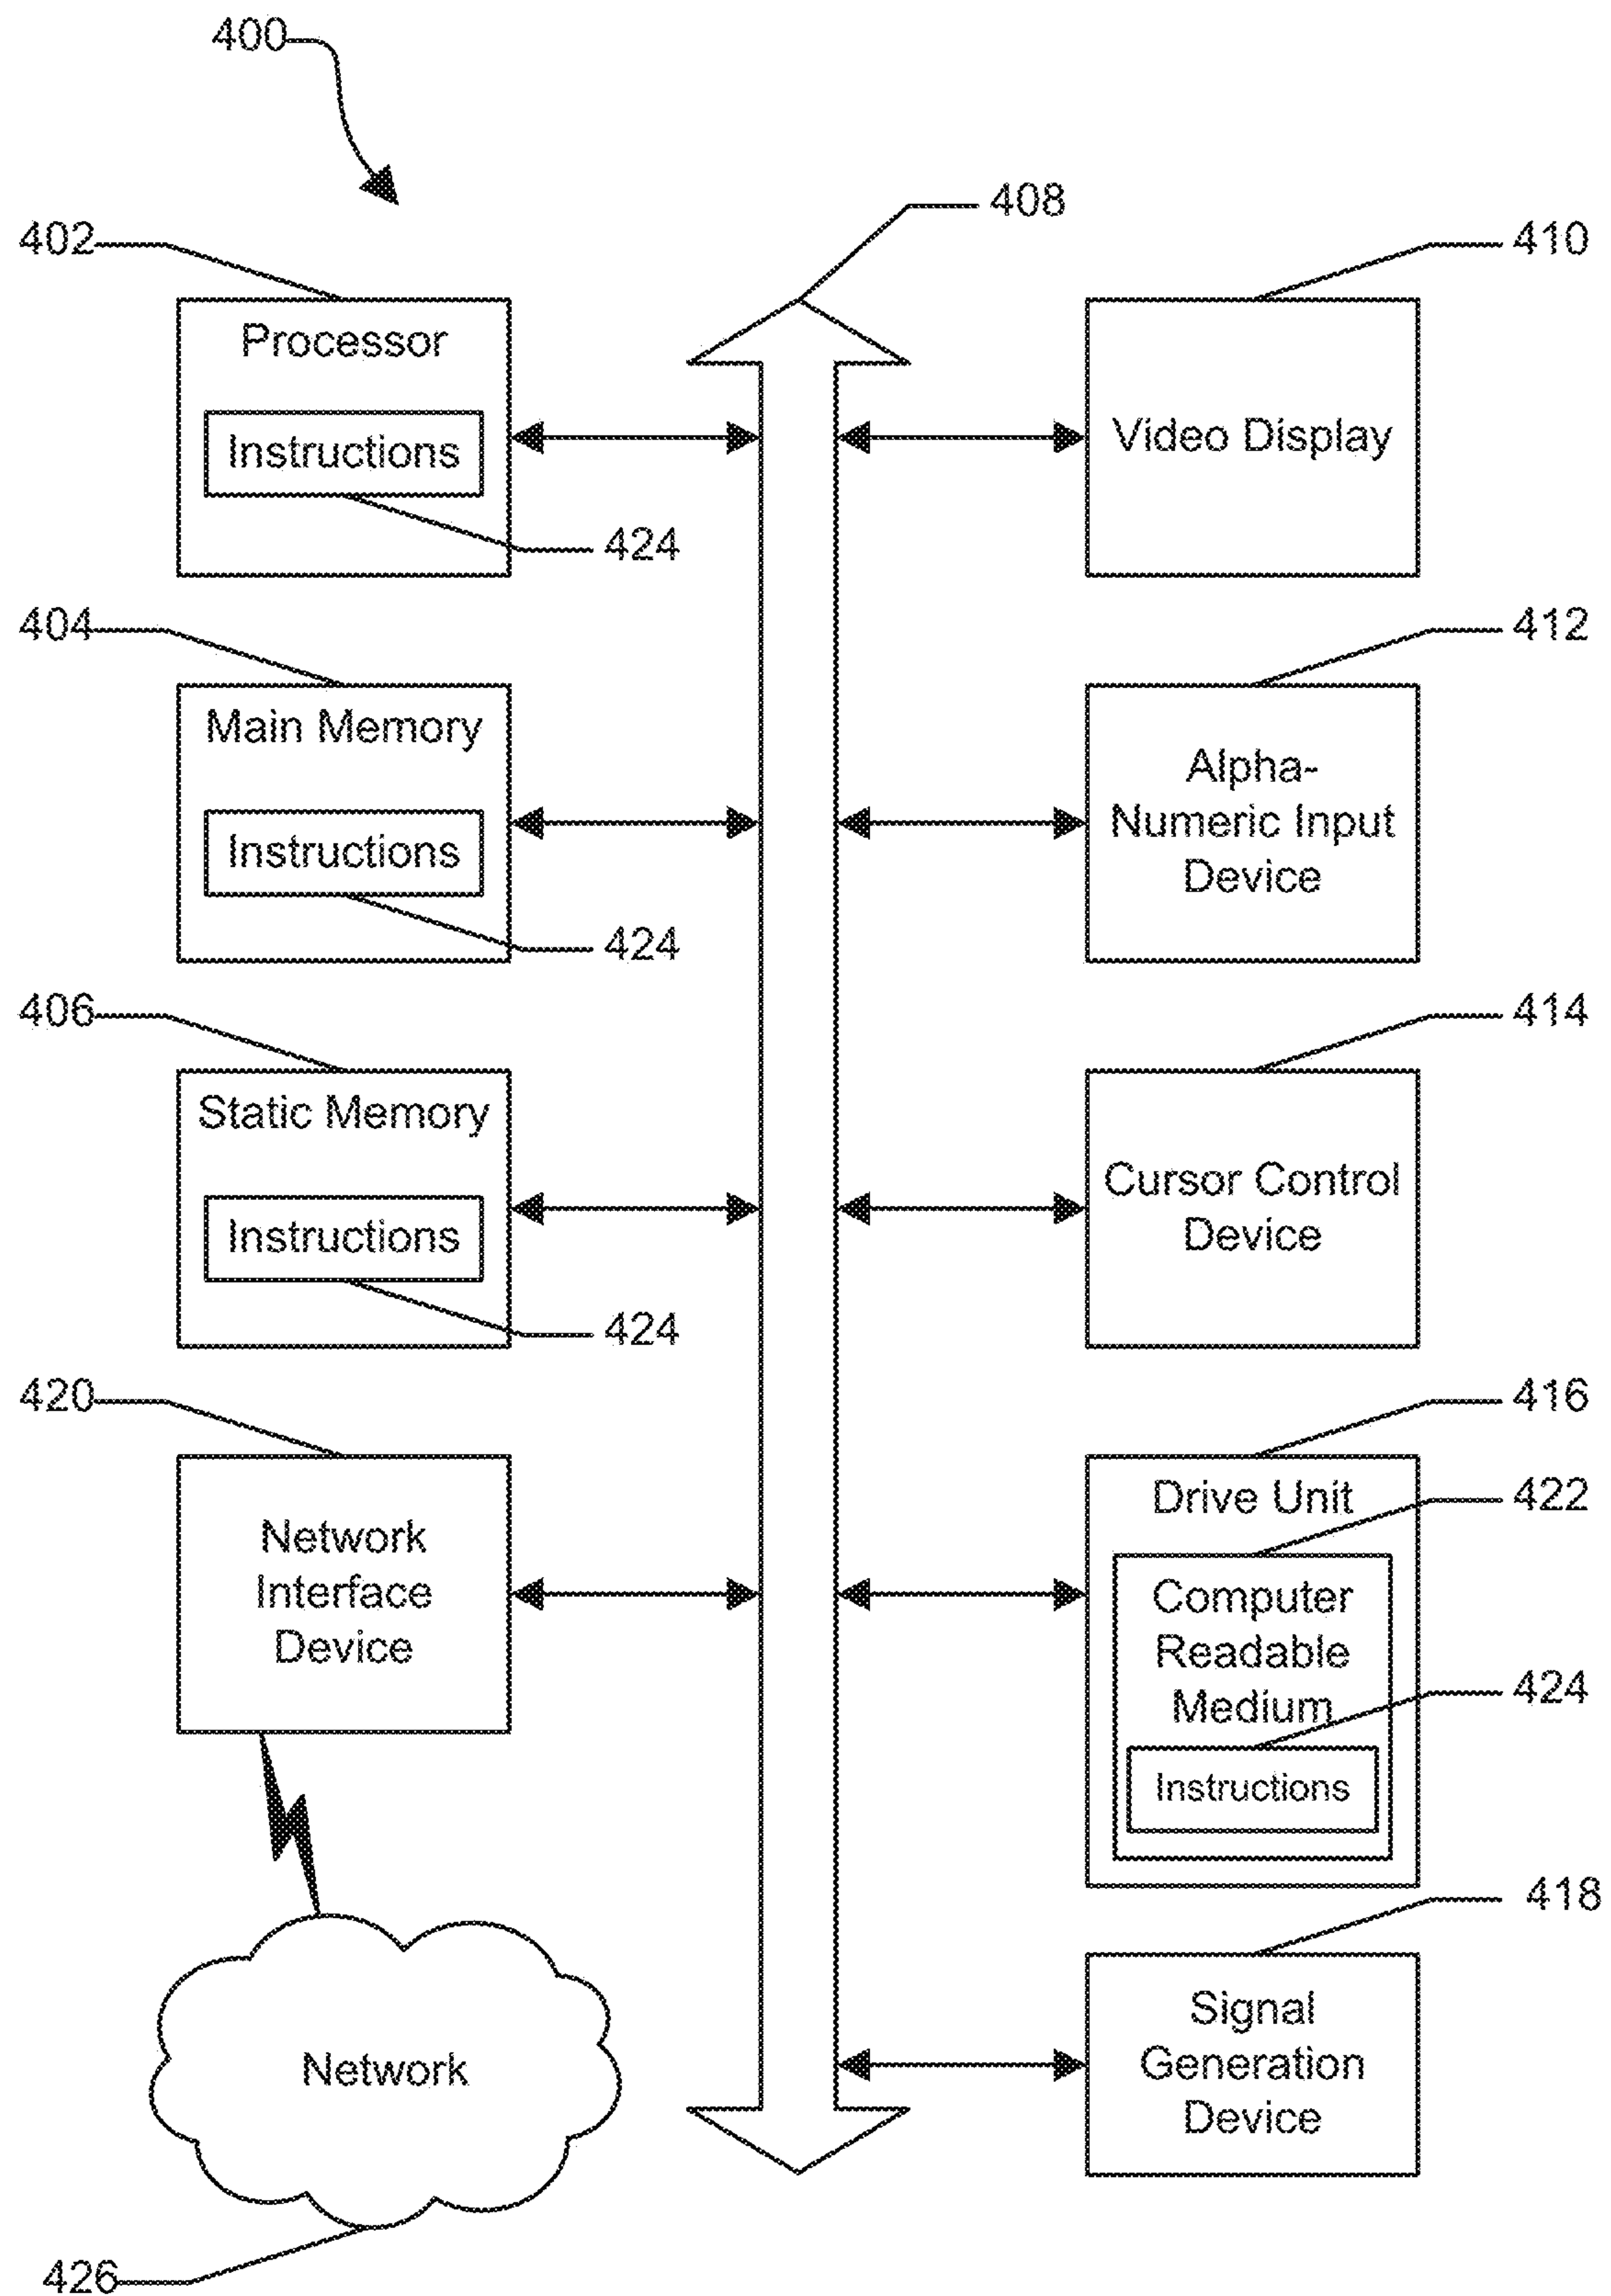 400
408
402
410
Processor
Instructions
424
Video Display
404
412
Main Memory
Instructions
424
Alpha-
Numeric Input
Device
406
414
Static Memory
Instructions
424
Cursor Control
Device
420
416
Network
Interface
Device
Drive Unit
422
Computer
Readable
Medium
424
Instructions
418
Signal
Generation
Device
Network
426